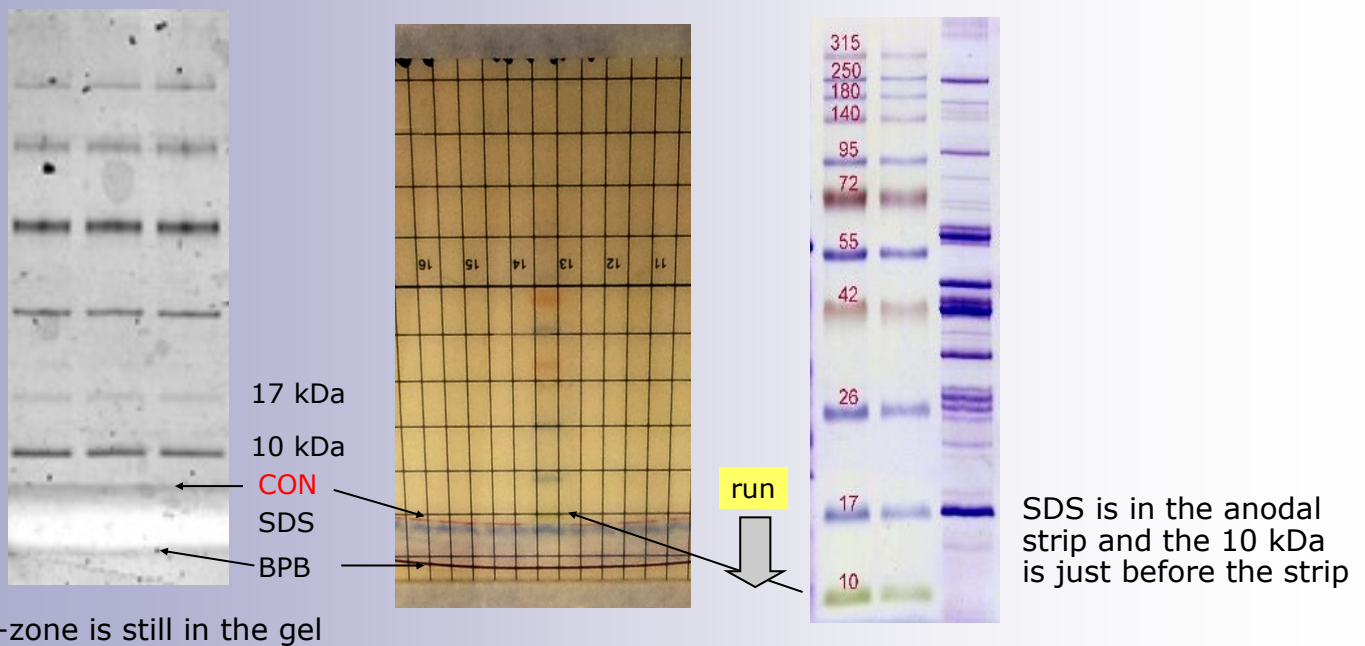 17 kDa
10 kDa
CON
SDS
BPB
16 15 14 13 12 11
run
315
250
180
140
95
72
55
42
26
17
10
SDS is in the anodal
strip and the 10 kDa
is just before the strip
-zone is still in the gel